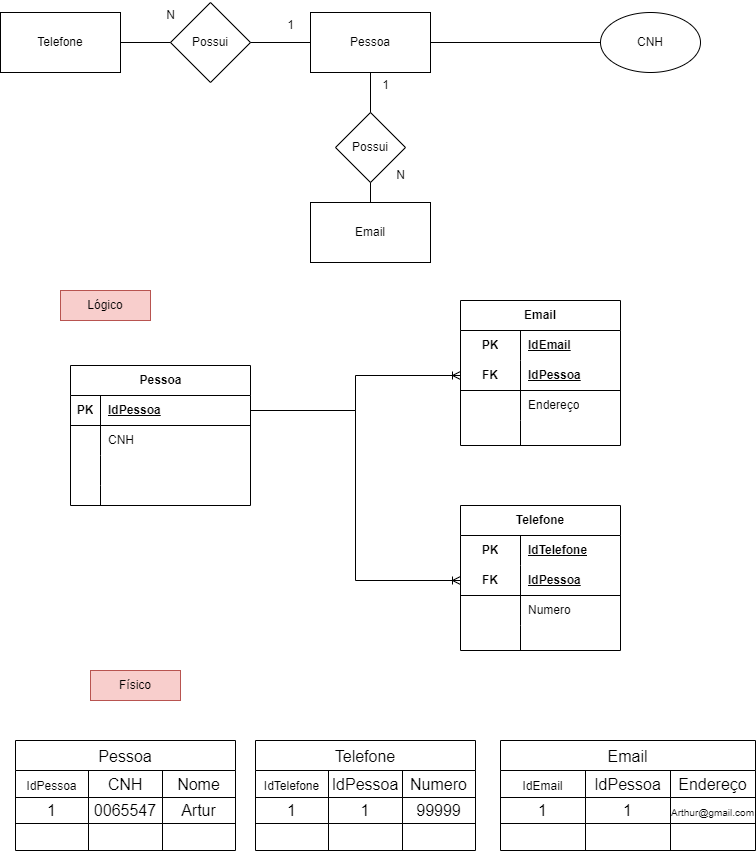 N
1
Telefone
Possui
Pessoa
CNH
1
Possui
N
Email
Lógico
Email
PK IdEmail
FK IdPessoa
Endereço
Pessoa
PK IdPessoa
CNH
Telefone
PK IdTelefone
FK IdPessoa
Numero
Físico
Pessoa
IdPessoa CNH Nome
1 0065547 Artur
Telefone
IdTelefone IdPessoa Numero
1 1 99999
Email
IdEmail IdPessoa Endereço
1 1 Arthur@gmail.com